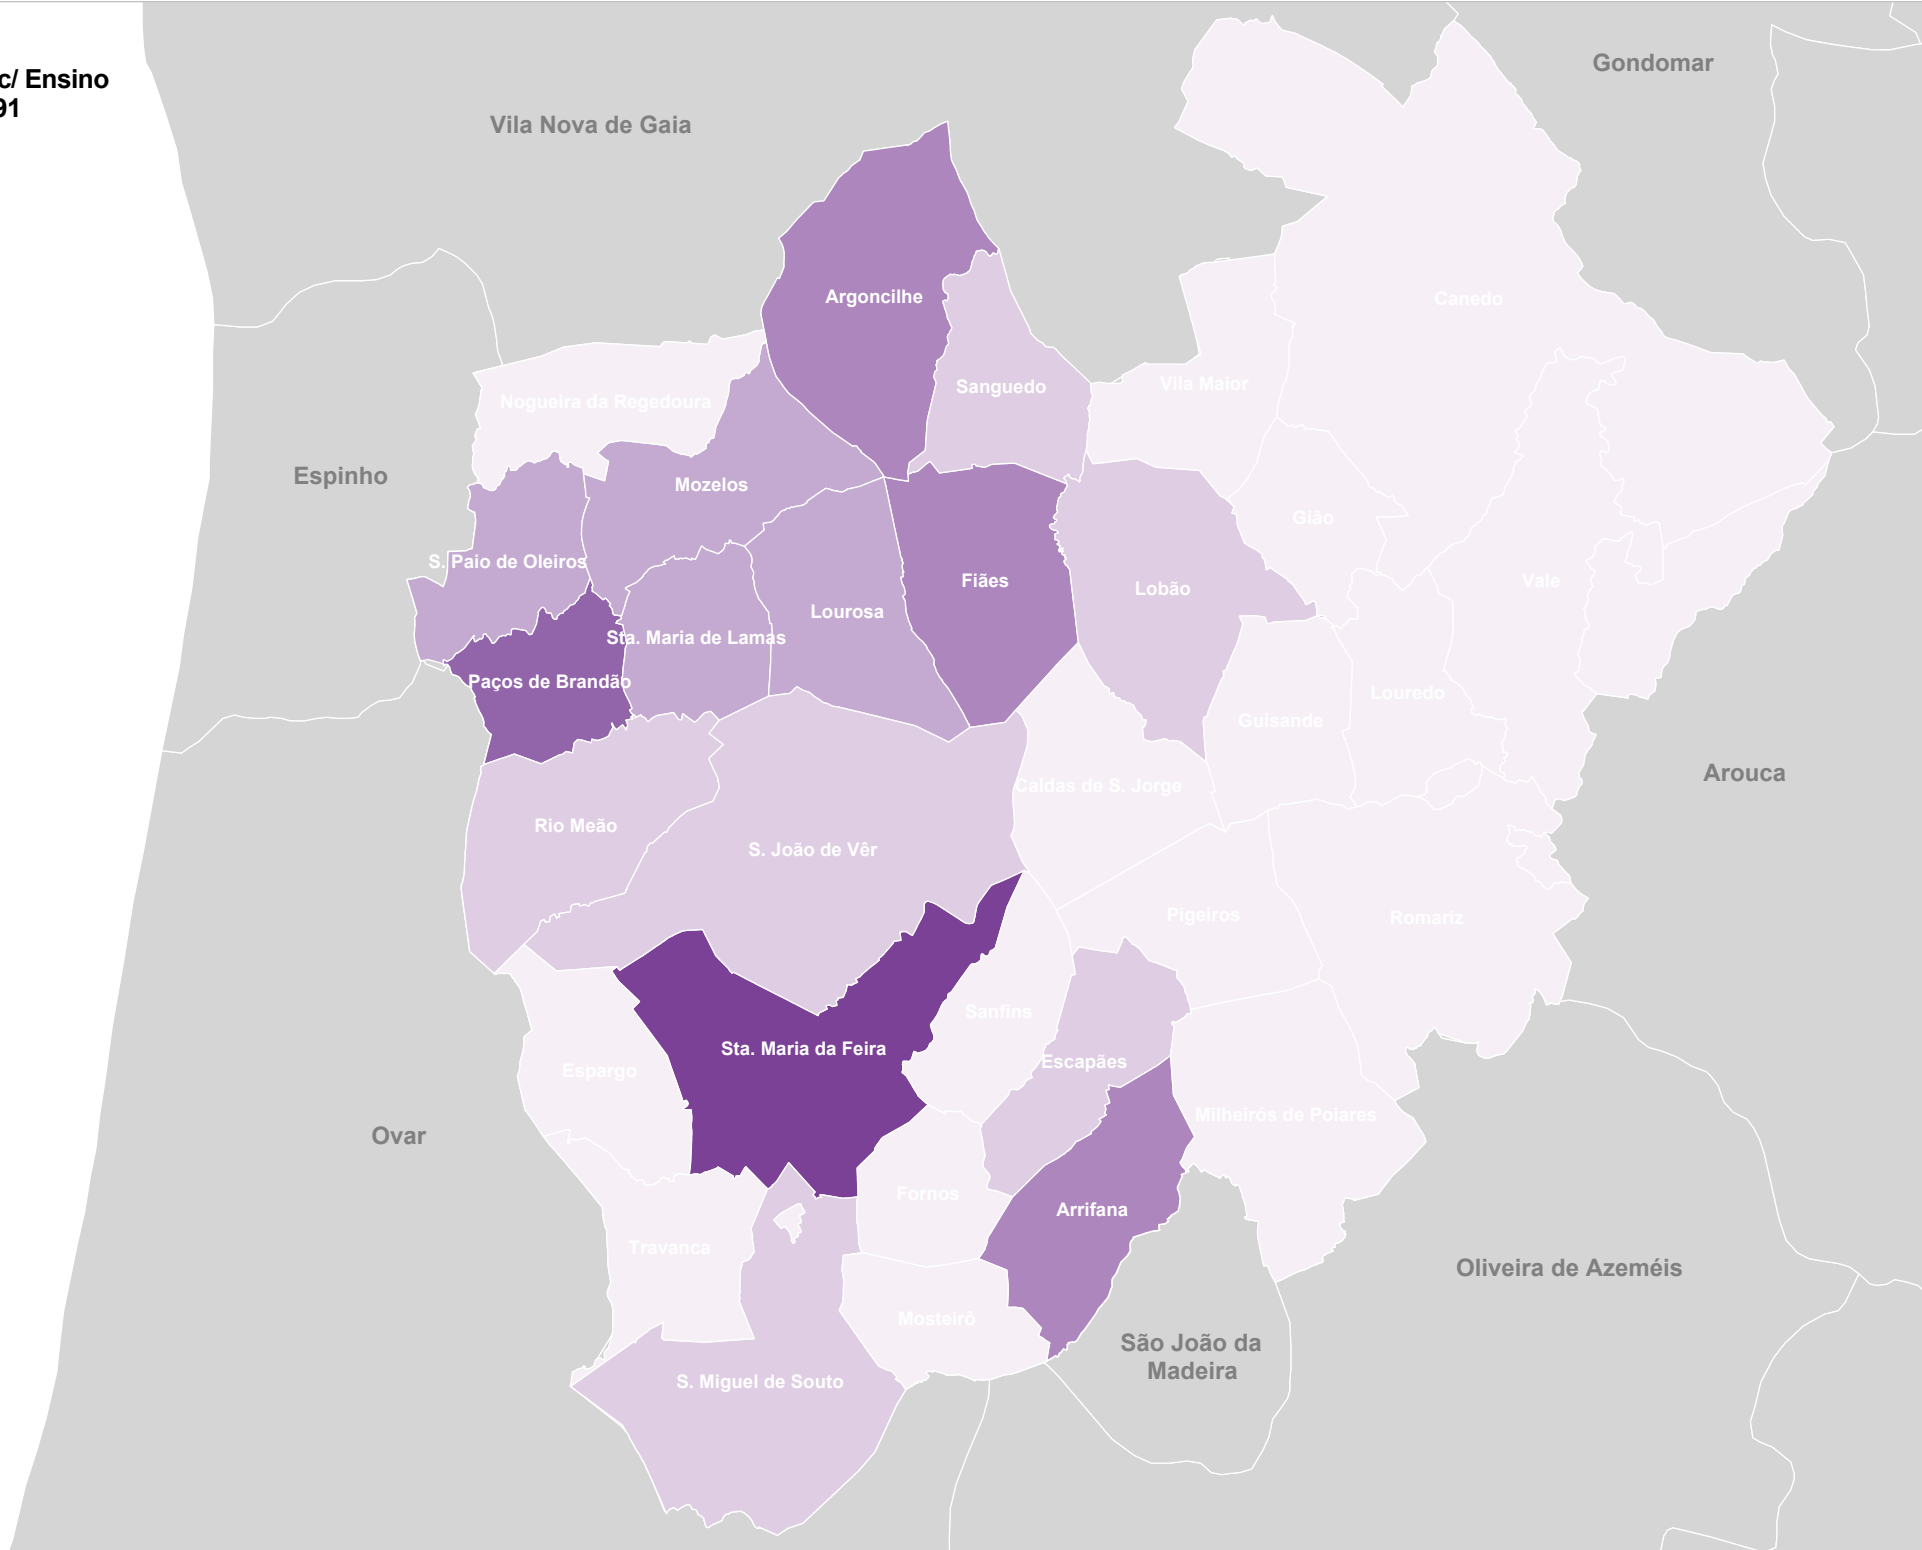 c/ Ensino
91
Gondomar
Vila Nova de Gaia
Argoncilhe
Canedo
Sanguedo
Vila Maior
Nogueira da Regedoura
Espinho
Mozelos
Gião
S. Paio de Oleiros
Fiães
Vale
Lobão
Lourosa
Sta. Maria de Lamas
Paços de Brandão
Louredo
Guisande
Arouca
Caldas de S. Jorge
Rio Meão
S. João de Vêr
Pigeiros
Romariz
Sanfins
Sta. Maria da Feira
Escapães
Espargo
Milheirós de Poiares
Ovar
Fornos
Arrifana
Travanca
Oliveira de Azeméis
Mosteirô
São João da
Madeira
S. Miguel de Souto